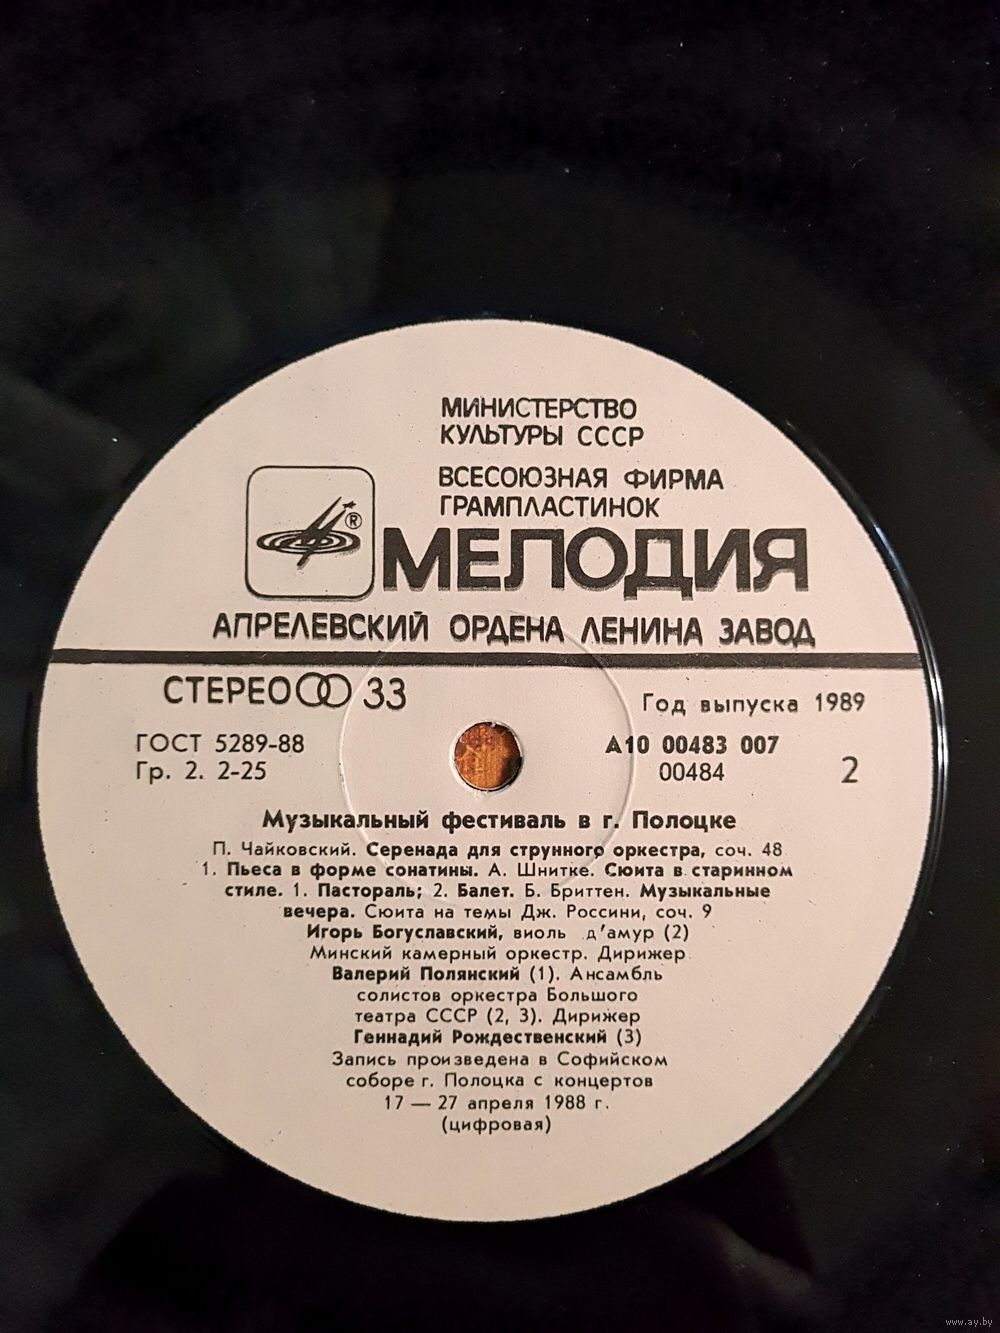 МИНИСТЕРСТВО
КУЛЬТУРЫ СССР
ВСЕСОЮЗНАЯ ФИРМА
ГРАМПЛАСТИНОК
®
МЕЛОДИЯ
АПРЕЛЕВСКИЙ ОРДЕНА ЛЕНИНА ЗАВОД
СТЕРЕО 33
Год выпуска 1989
ГОСТ 5289-88
А10 00483 007
Гр. 2. 2-25
00484
2
Музыкальный фестиваль в г. Полоцке
П. Чайковский. Серенада для струнного оркестра, соч. 48
1. Пьеса в форме сонатины. А. Шнитке. Сюита в старинном
стиле. 1. Пастораль; 2. Балет. Б. Бриттен. Музыкальные
вечера. Сюита на темы Дж. Россини, соч. 9
Игорь Богуславский, виоль д'амур (2)
Минский камерный оркестр. Дирижер
Валерий Полянский (1). Ансамбль
солистов оркестра Большого
театра СССР (2, 3). Дирижер
Геннадий Рождественский (3)
Запись произведена в Софийском
соборе г. Полоцка с концертов
17 — 27 апреля 1988 г.
(цифровая)
www.ay.by